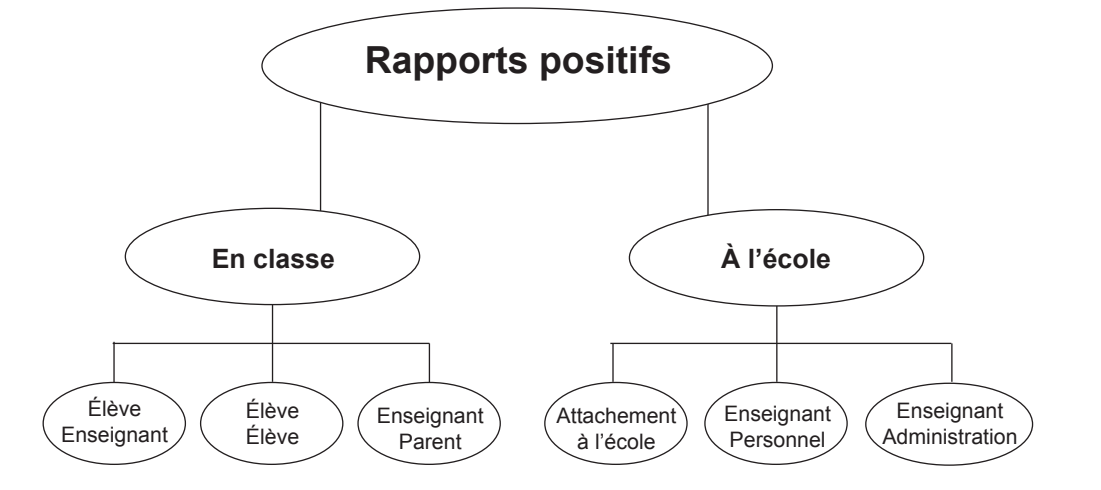 Rapports positifs
En classe
À l’école
Élève
Enseignant
Élève
Élève
Enseignant
Parent
Attachement
à l’école
Enseignant
Personnel
Enseignant
Administration